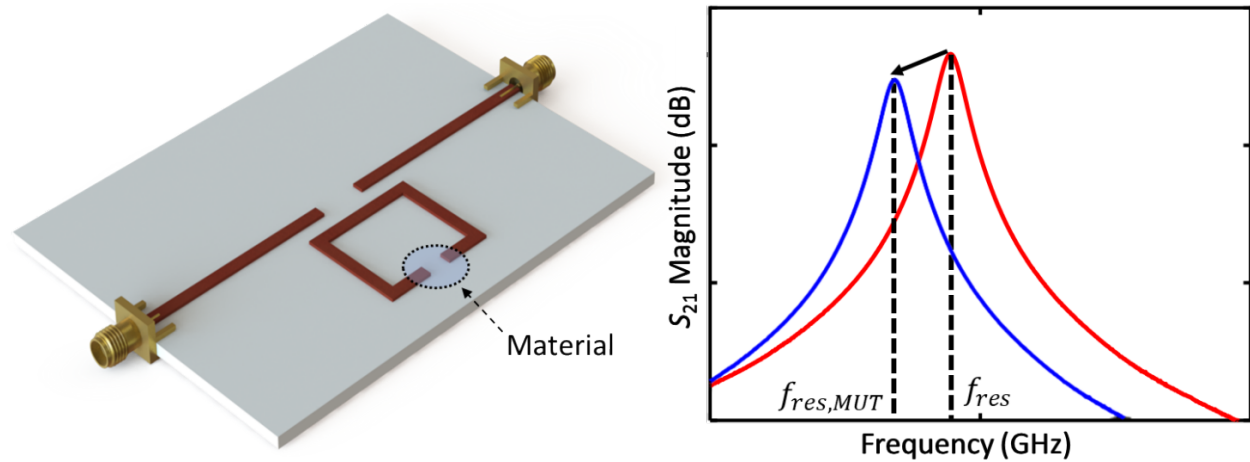 Material
S21 Magnitude (dB)
fres,MUT
fres
Frequency (GHz)